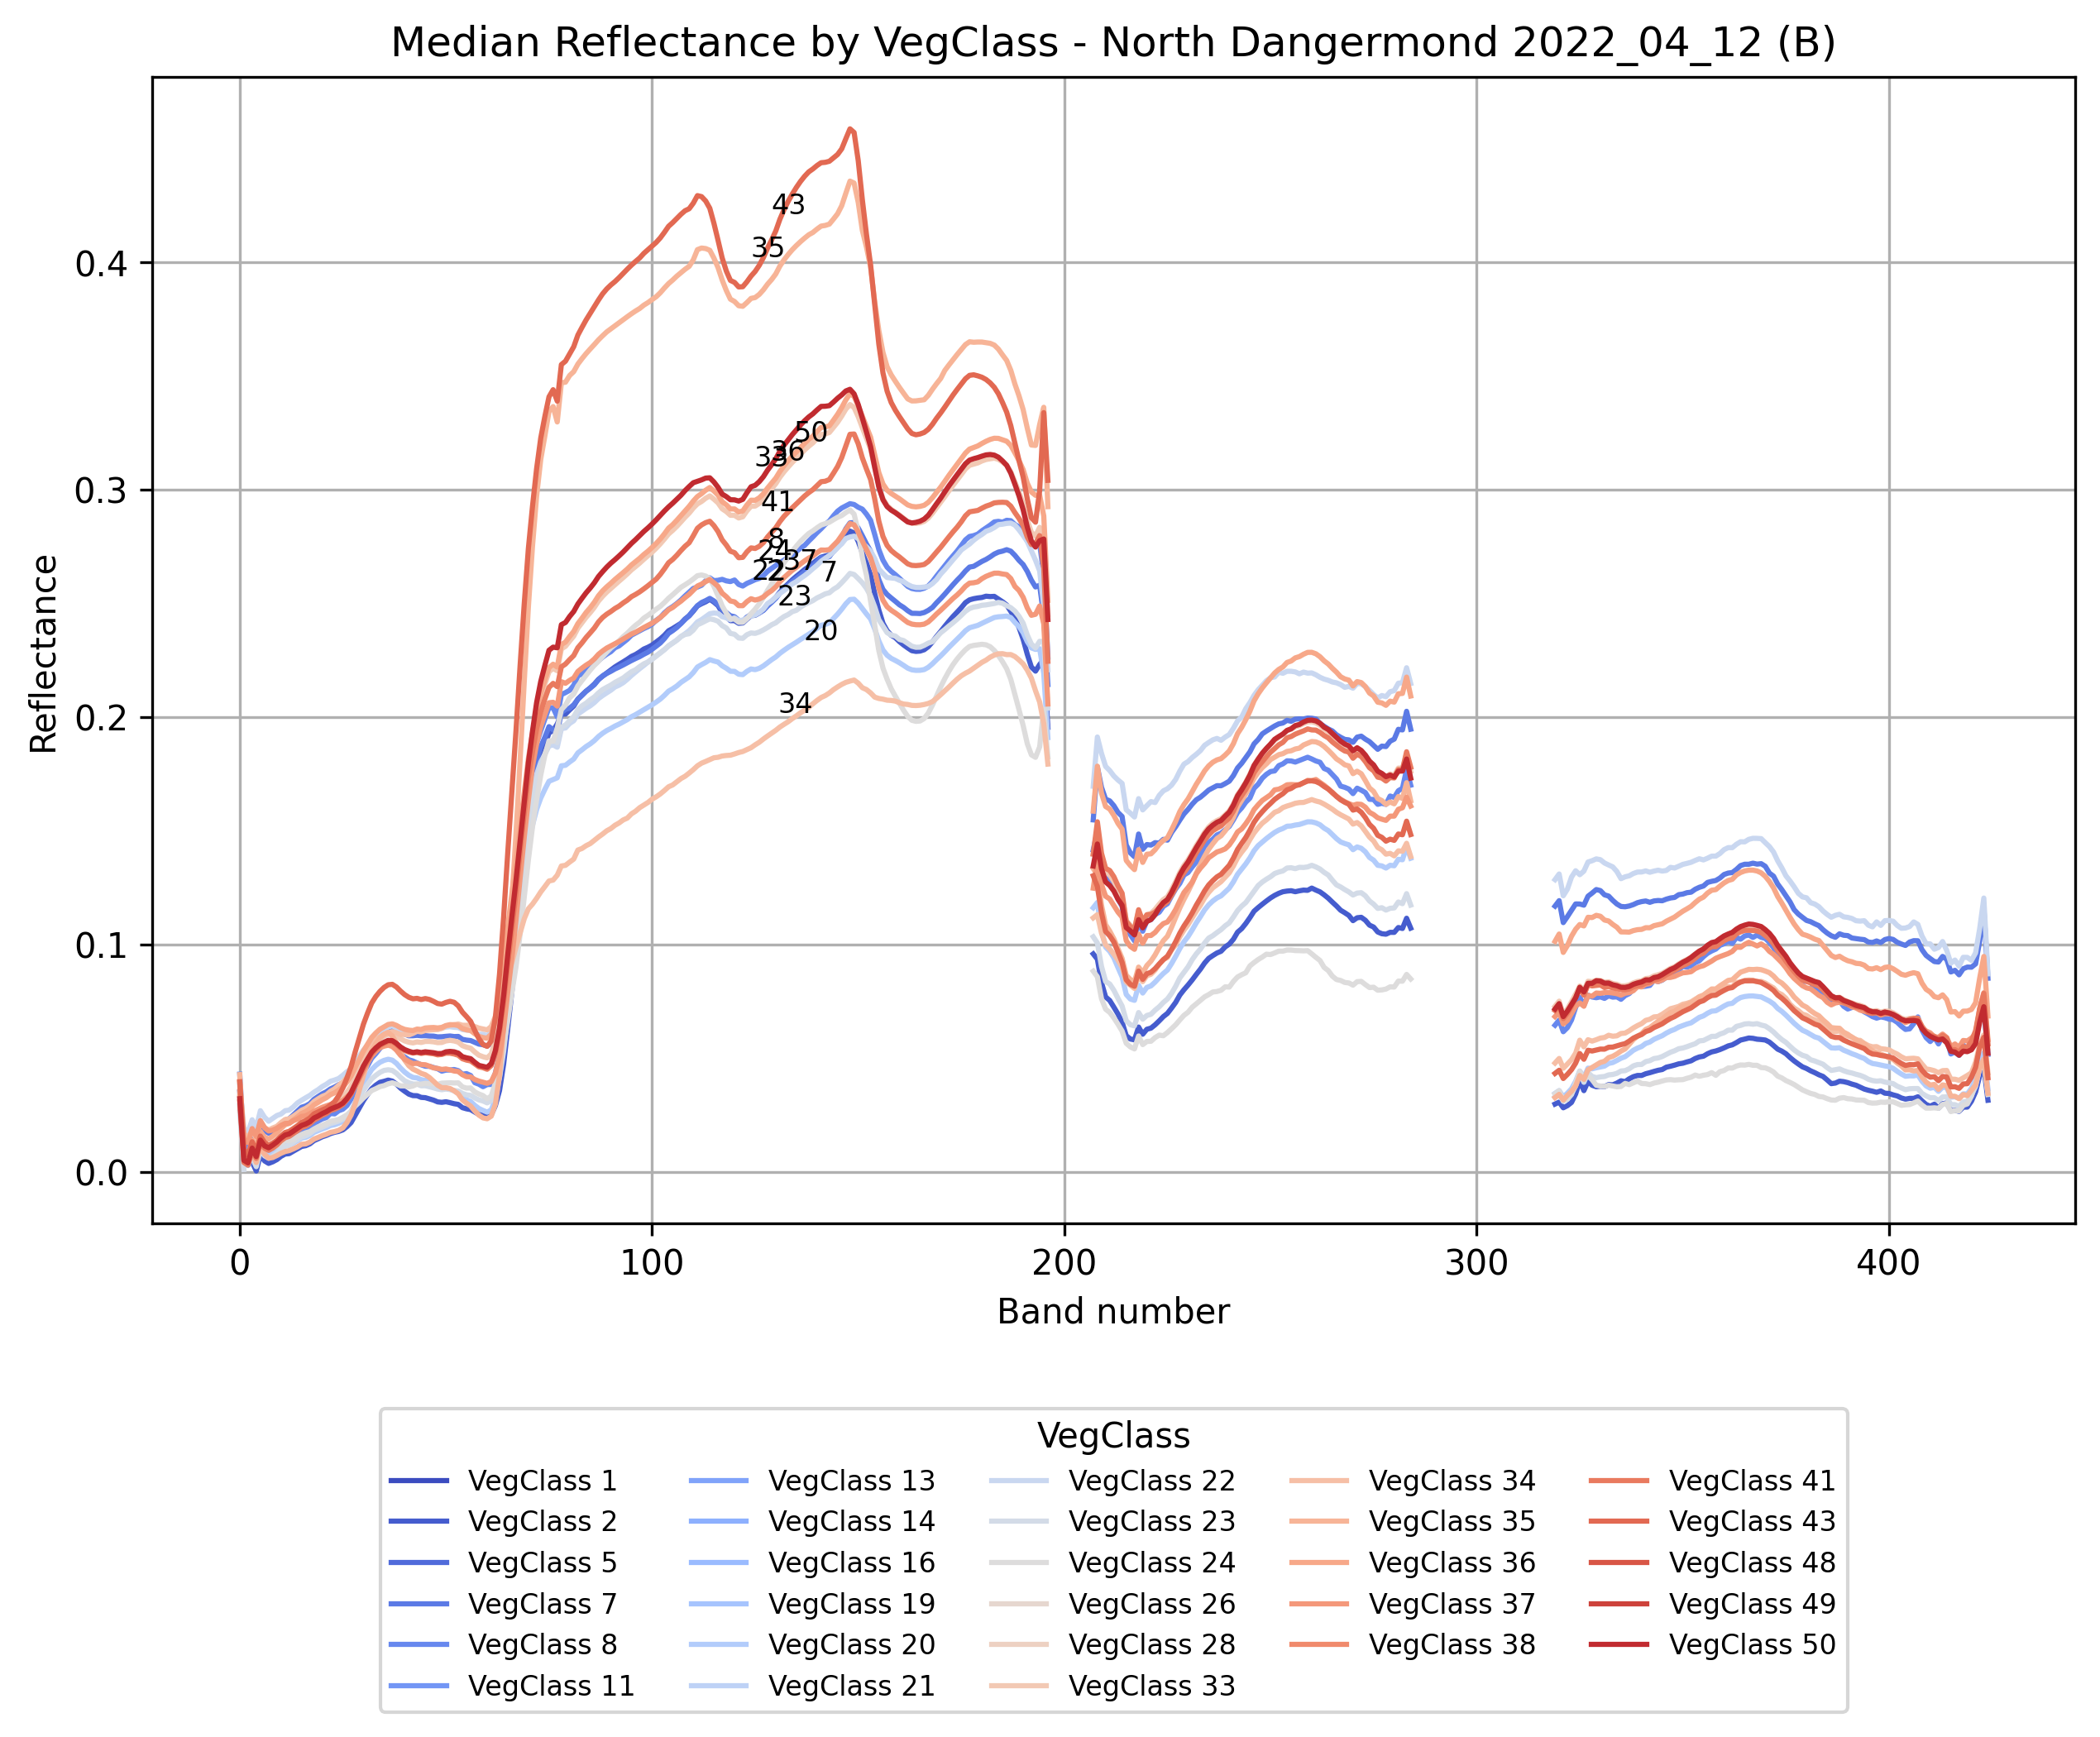 Median Reflectance by VegClass - North Dangermond 2022_04_12 (B)
Reflectance
0.4
0.3
0.2
0.1
0.0
43
35
50
36
33
41
8
24
37
22
2
7
23
20
34
0
100
200
300
400
Band number
VegClass
VegClass 1
VegClass 2
VegClass 5
VegClass 7
VegClass 8
VegClass 11
VegClass 13
VegClass 14
VegClass 16
VegClass 19
VegClass 20
VegClass 21
VegClass 22
VegClass 23
VegClass 24
VegClass 26
VegClass 28
VegClass 33
VegClass 34
VegClass 35
VegClass 36
VegClass 37
VegClass 38
VegClass 41
VegClass 43
VegClass 48
VegClass 49
VegClass 50